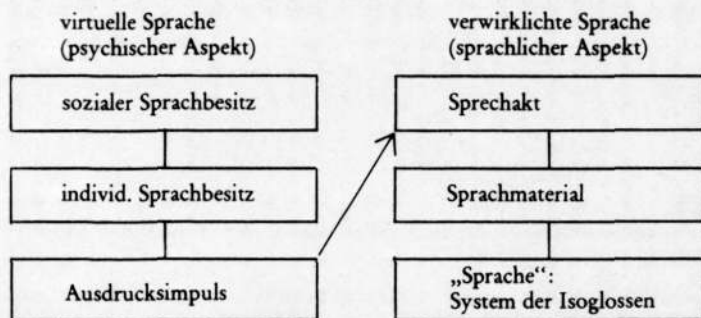 virtuelle Sprache
(psychischer Aspekt)
sozialer Sprachbesitz
individ. Sprachbesitz
Ausdrucksimpuls
verwirklichte Sprache
(sprachlicher Aspekt)
Sprechakt
Sprachmaterial
„Sprache“:
System der Isoglossen